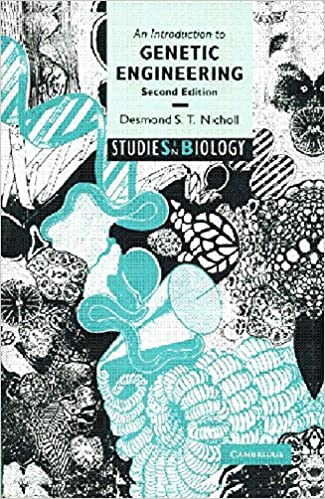 An Introduction to
GENETIC
ENGINEERING
Second Edition
Desmond S. T. Nicholl
STUDIES IN BIOLOGY
CAMBRIDGE